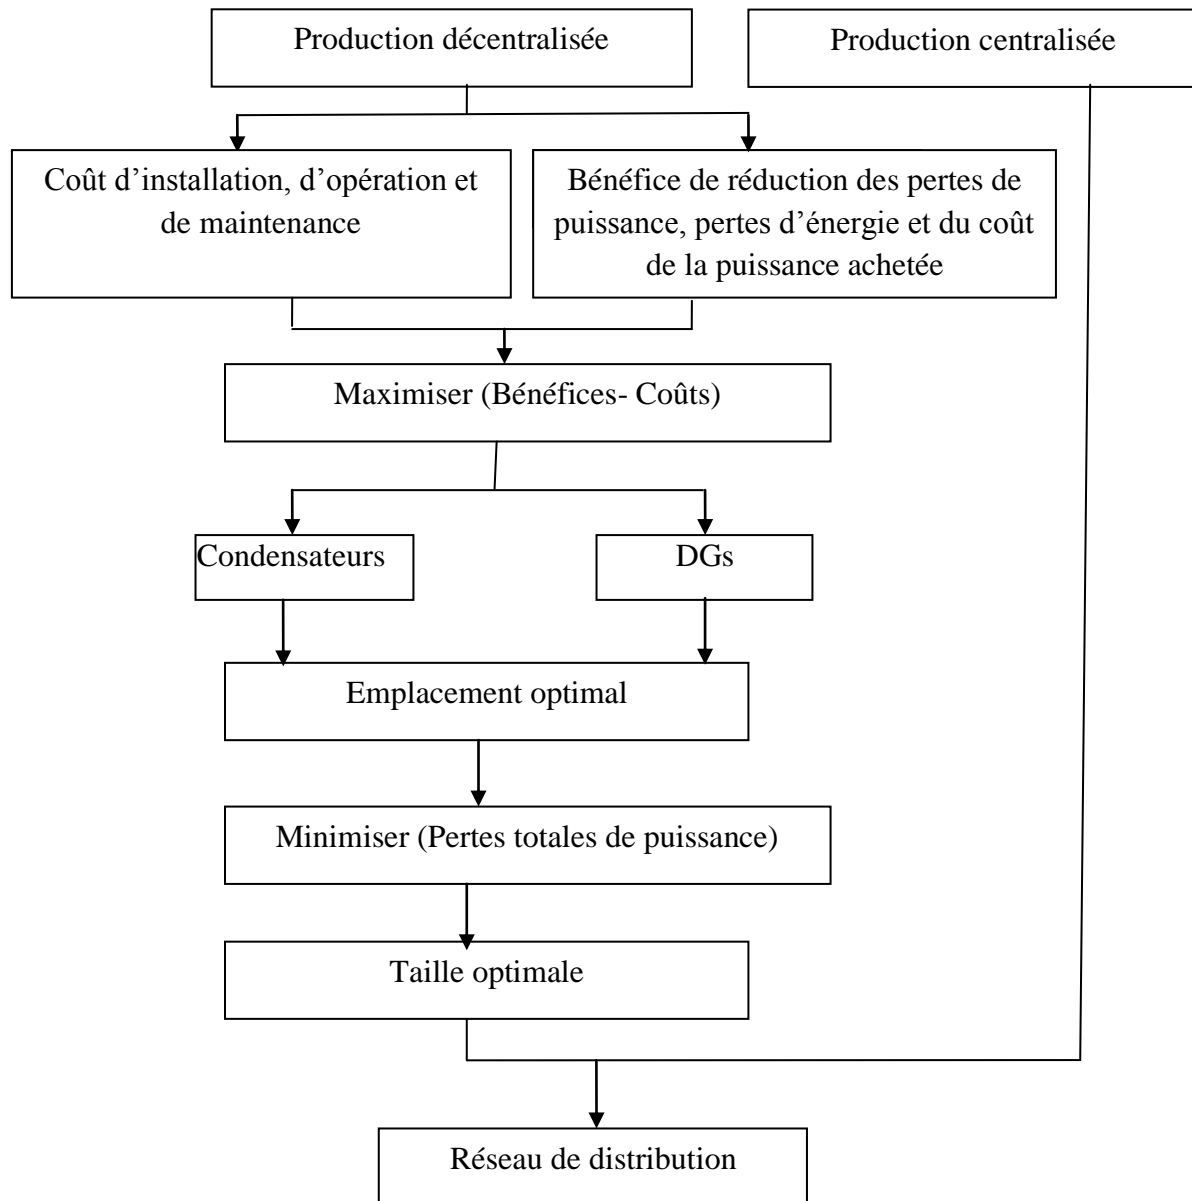 Production décentralisée
Production centralisée
Coût d’installation, d’opération et
de maintenance
Bénéfice de réduction des pertes de
puissance, pertes d’énergie et du coût
de la puissance achetée
Maximiser (Bénéfices- Coûts)
Condensateurs
DGs
Emplacement optimal
Minimiser (Pertes totales de puissance)
Taille optimale
Réseau de distribution